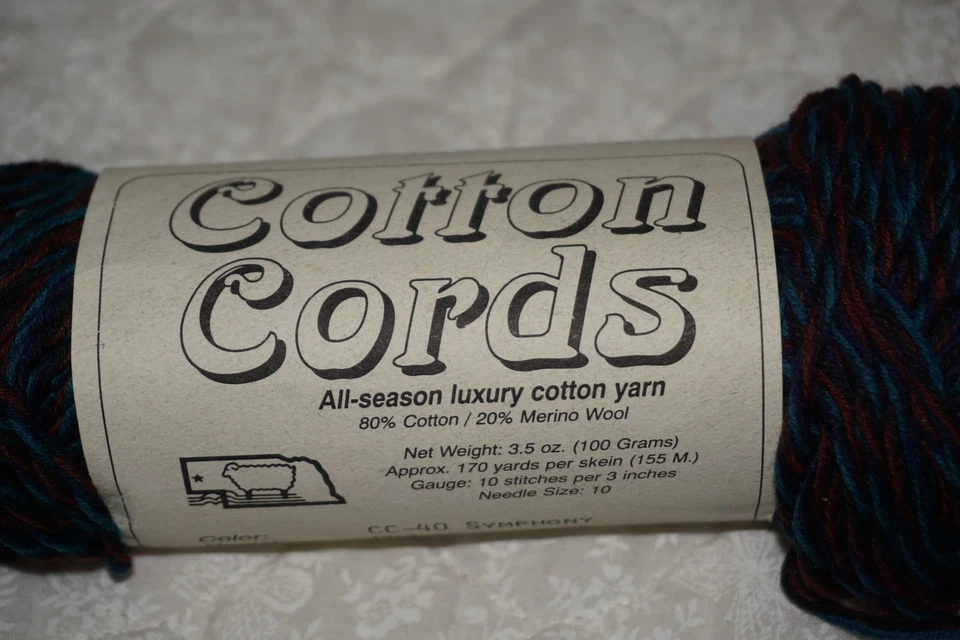 Cotton
Cords
All-season luxury cotton yarn
80% Cotton / 20% Merino Wool
Net Weight: 3.5 oz. (100 Grams)
Approx. 170 yards per skein (155 M.)
Gauge: 10 stitches per 3 inches
Needle Size: 10
Color: CC-40 SYMPHONY